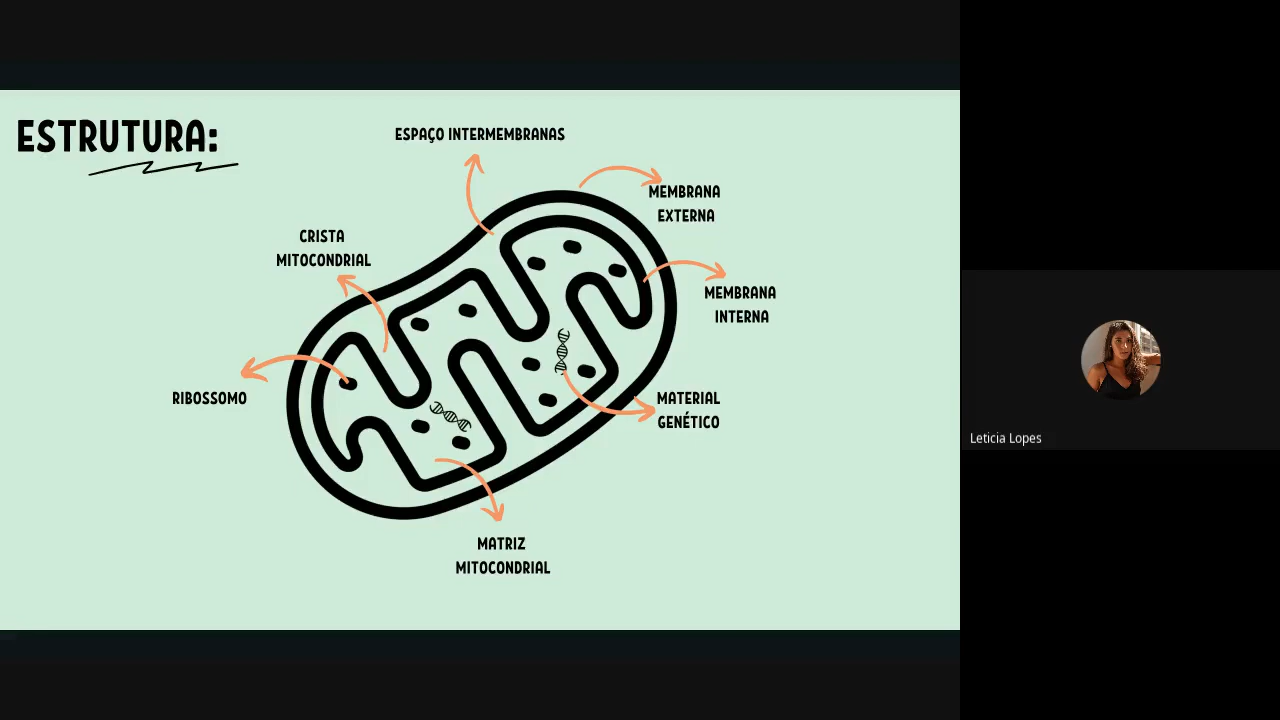 ESTRUTURA:
ESPAÇO INTERMEMBRANAS
MEMBRANA
EXTERNA
CRISTA
MITOCONDRIAL
MEMBRANA
INTERNA
RIBOSSOMO
MATERIAL
GENÉTICO
MATRIZ
MITOCONDRIAL
Leticia Lopes